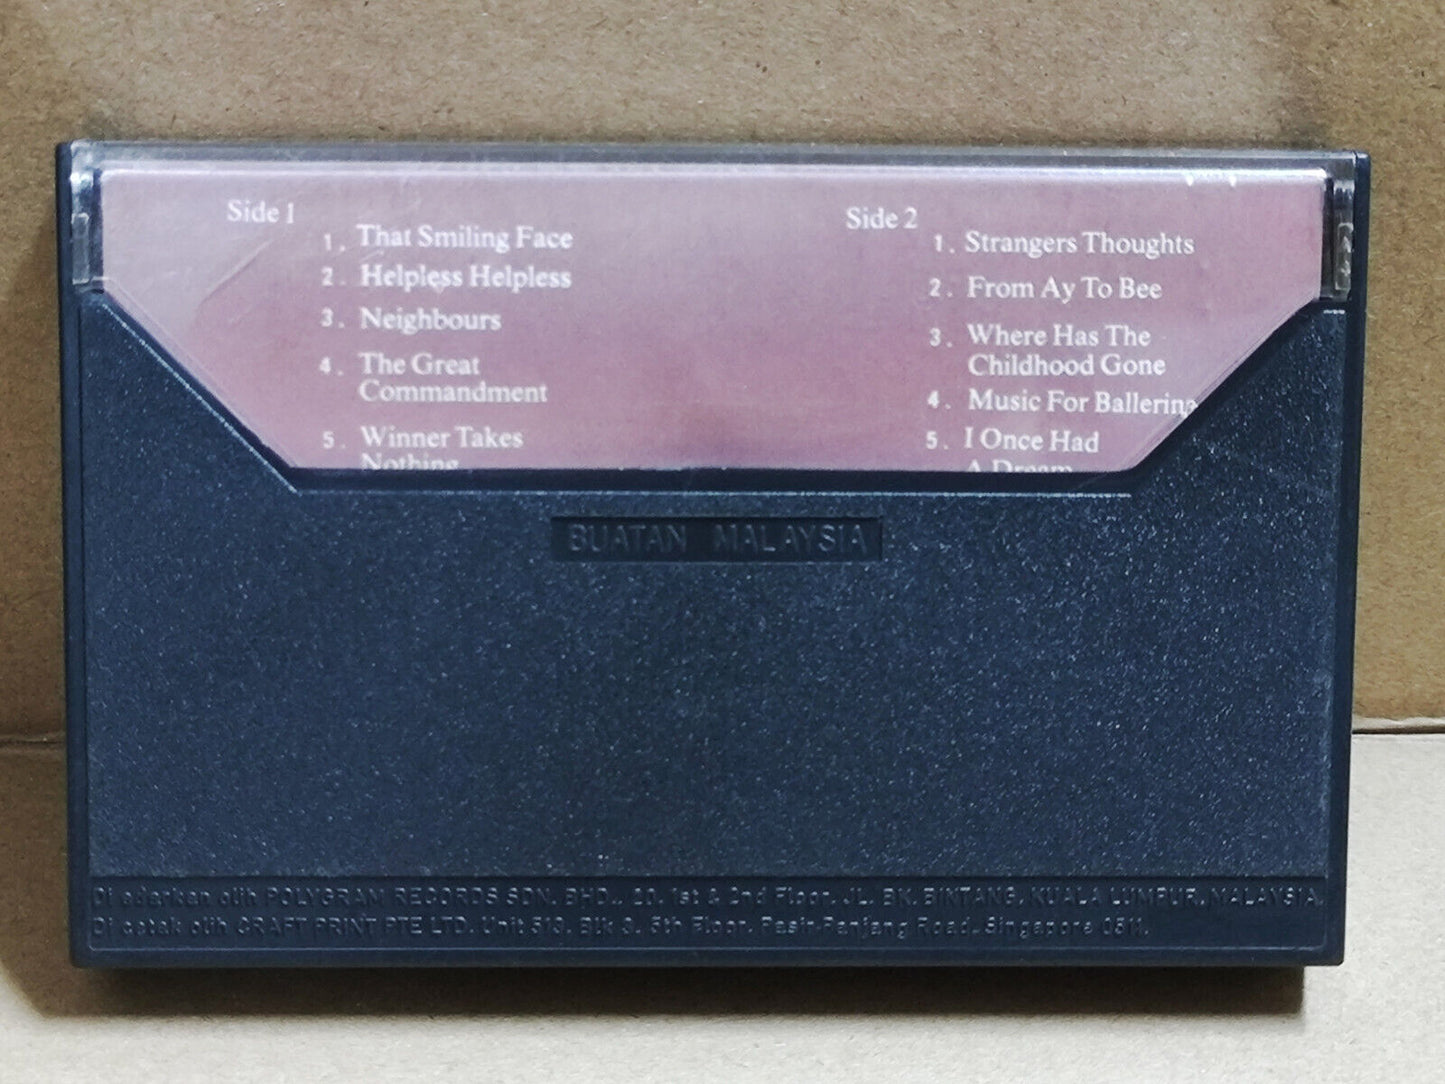 Side 1
1. That Smiling Face
2. Helpless Helpless
3. Neighbours
4. The Great
Commandment
5. Winner Takes
Nothing
Side 2
1. Strangers Thoughts
2. From Ay To Bee
3. Where Has The
Childhood Gone
4. Music For Ballerina
5. I Once Had
A Dream
BUATAN MALAYSIA
Di edarkan olih POLYGRAM RECORDS SDN. BHD., 20, 1st & 2nd Floor, JL. BK. BINTANG, KUALA LUMPUR, MALAYSIA.
Di cetak olih CRAFT PRINT PTE LTD. Unit 513, Blk 3, 5th Floor, Pasir Panjang Road, Singapore 0511.